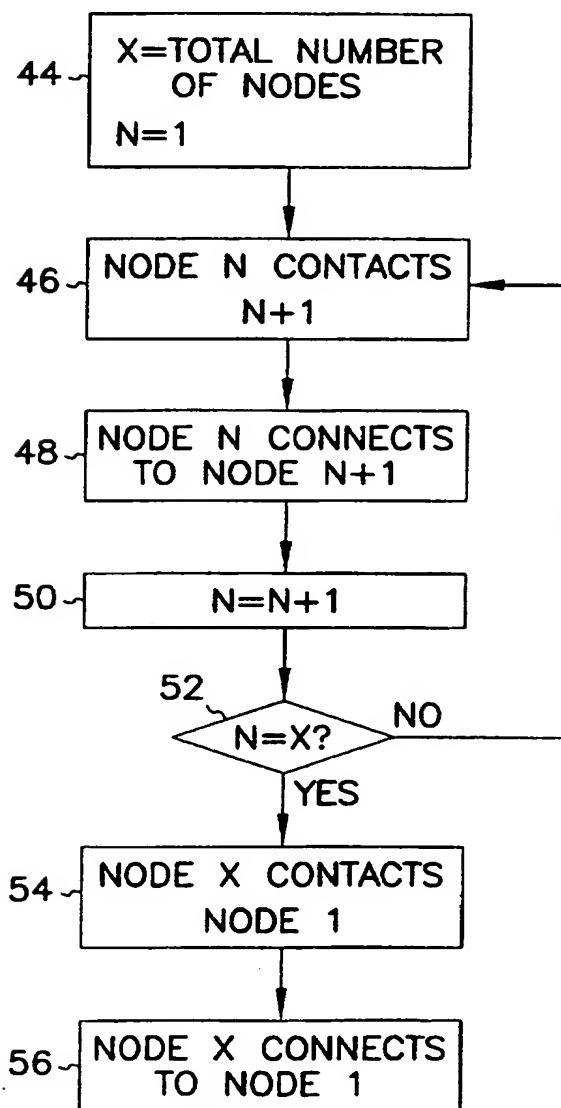 44
X=TOTAL NUMBER
OF NODES
N=1
46
NODE N CONTACTS
N+1
48
NODE N CONNECTS
TO NODE N+1
50
N=N+1
52
N=X?
NO
YES
54
NODE X CONTACTS
NODE 1
56
NODE X CONNECTS
TO NODE 1